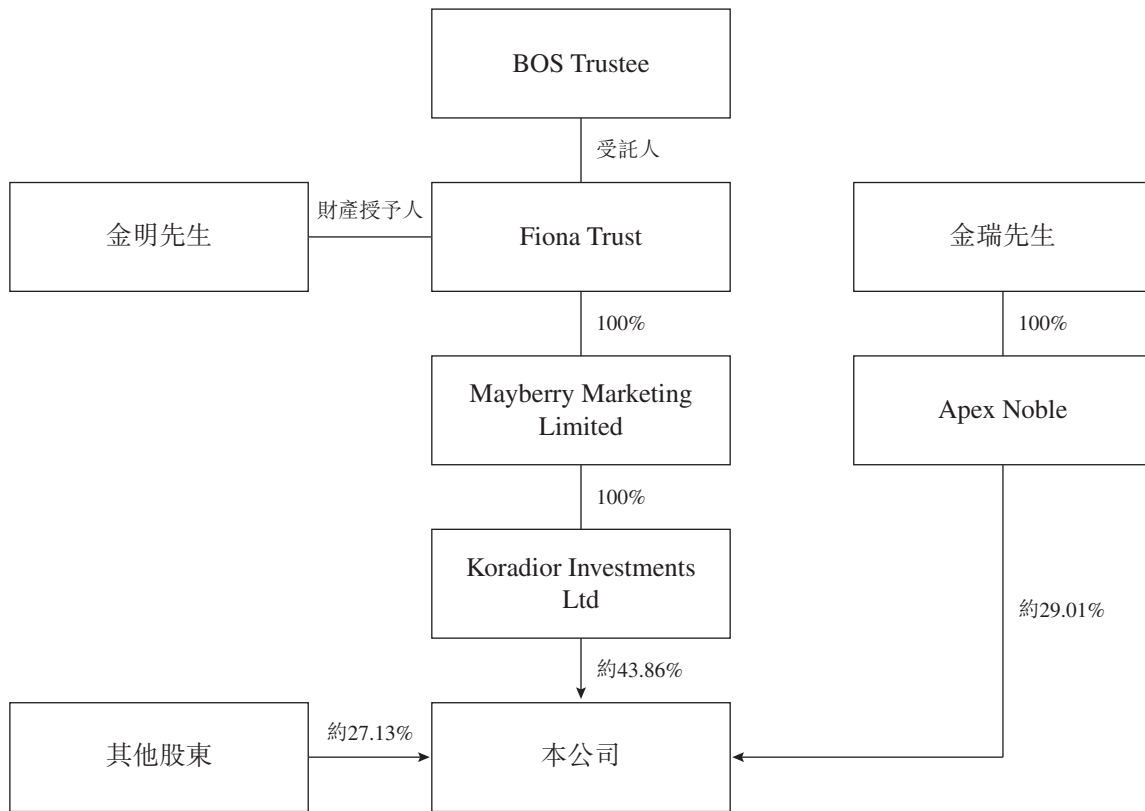 BOS Trustee
受託人
金明先生
財產授予人
Fiona Trust
金瑞先生
100%
100%
Mayberry Marketing
Limited
Apex Noble
100%
Koradior Investments
Ltd
約29.01%
約43.86%
其他股東
約27.13%
本公司